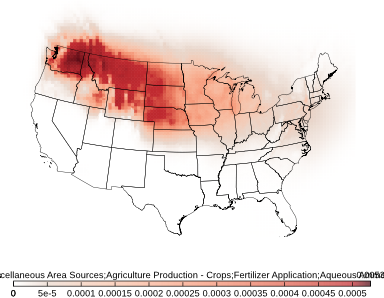 cellaneous Area Sources;Agriculture Production - Crops;Fertilizer Application;Aqueous
0 5e-5 0.0001 0.00015 0.0002 0.00025 0.0003 0.00035 0.0004 0.00045 0.0005